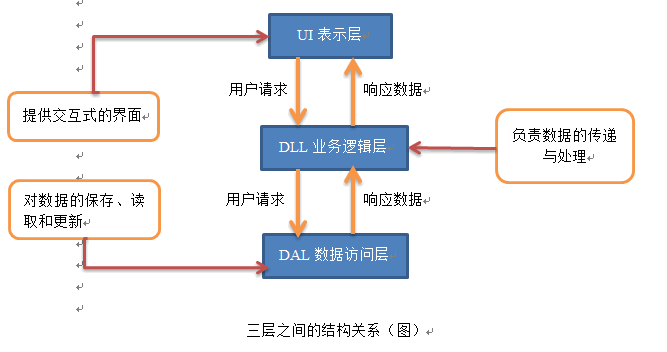 UI 表示层
用户请求
响应数据
提供交互式的界面
DLL 业务逻辑层
负责数据的传递
与处理
对数据的保存、读
取和更新
用户请求
响应数据
DAL 数据访问层
三层之间的结构关系（图）